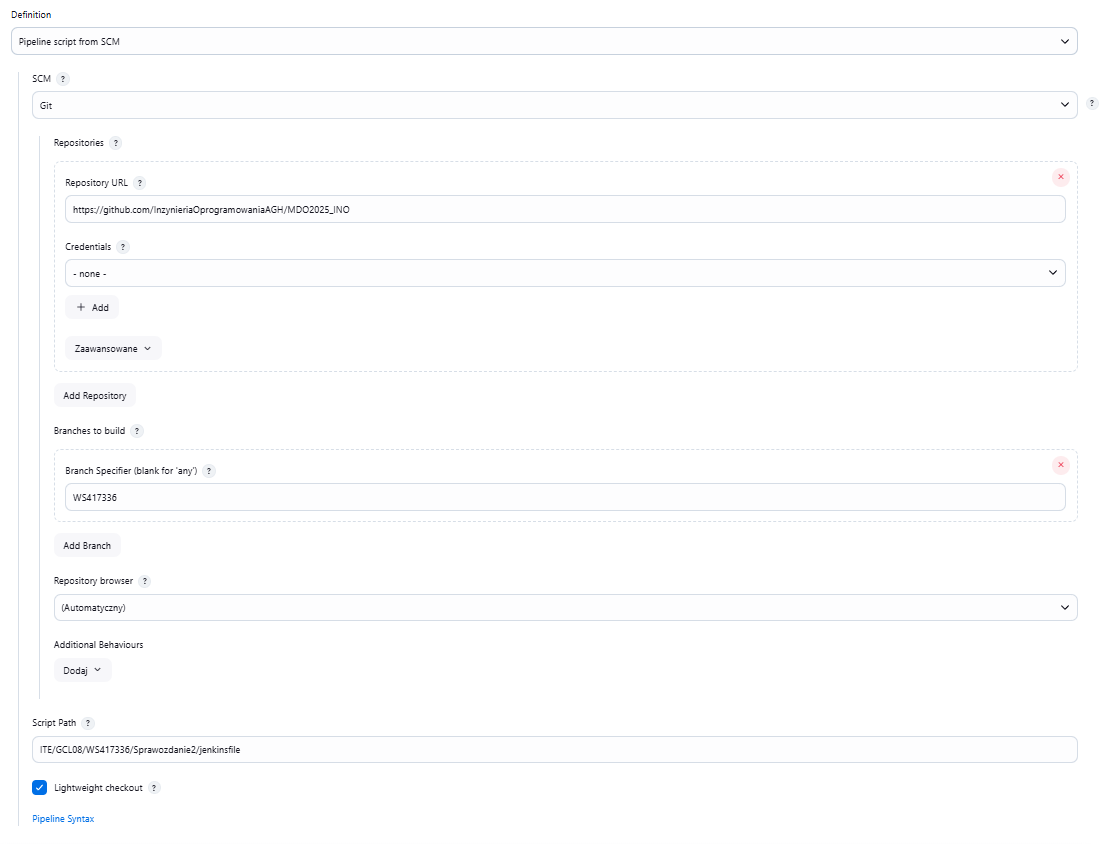 Definition
Pipeline script from SCM
SCM ?
Git
?
Repositories ?
Repository URL ?
https://github.com/InzynieriaOprogramowaniaAGH/MDO2025_INO
Credentials ?
- none -
+ Add
Zaawansowane
Add Repository
Branches to build ?
Branch Specifier (blank for 'any') ?
WS417336
Add Branch
Repository browser ?
(Automatyczny)
Additional Behaviours
Dodaj
Script Path ?
ITE/GCL08/WS417336/Sprawozdanie2/jenkinsfile
Lightweight checkout ?
Pipeline Syntax